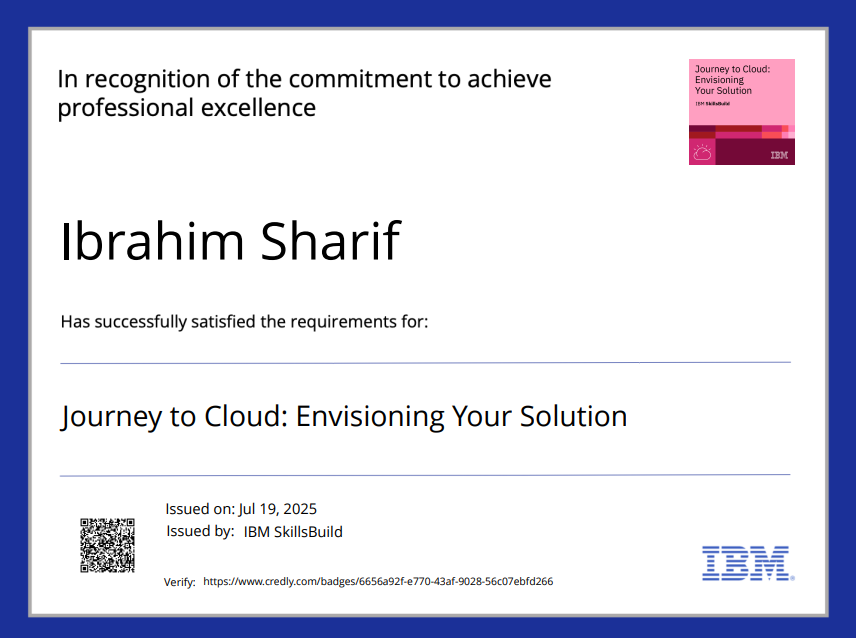 In recognition of the commitment to achieve
professional excellence
Journey to Cloud:
Envisioning
Your Solution
IBM SkillsBuild
IBM
Ibrahim Sharif
Has successfully satisfied the requirements for:
Journey to Cloud: Envisioning Your Solution
Issued on: Jul 19, 2025
Issued by: IBM SkillsBuild
Verify: https://www.credly.com/badges/6656a92f-e770-43af-9028-56c07ebfd266
IBM®